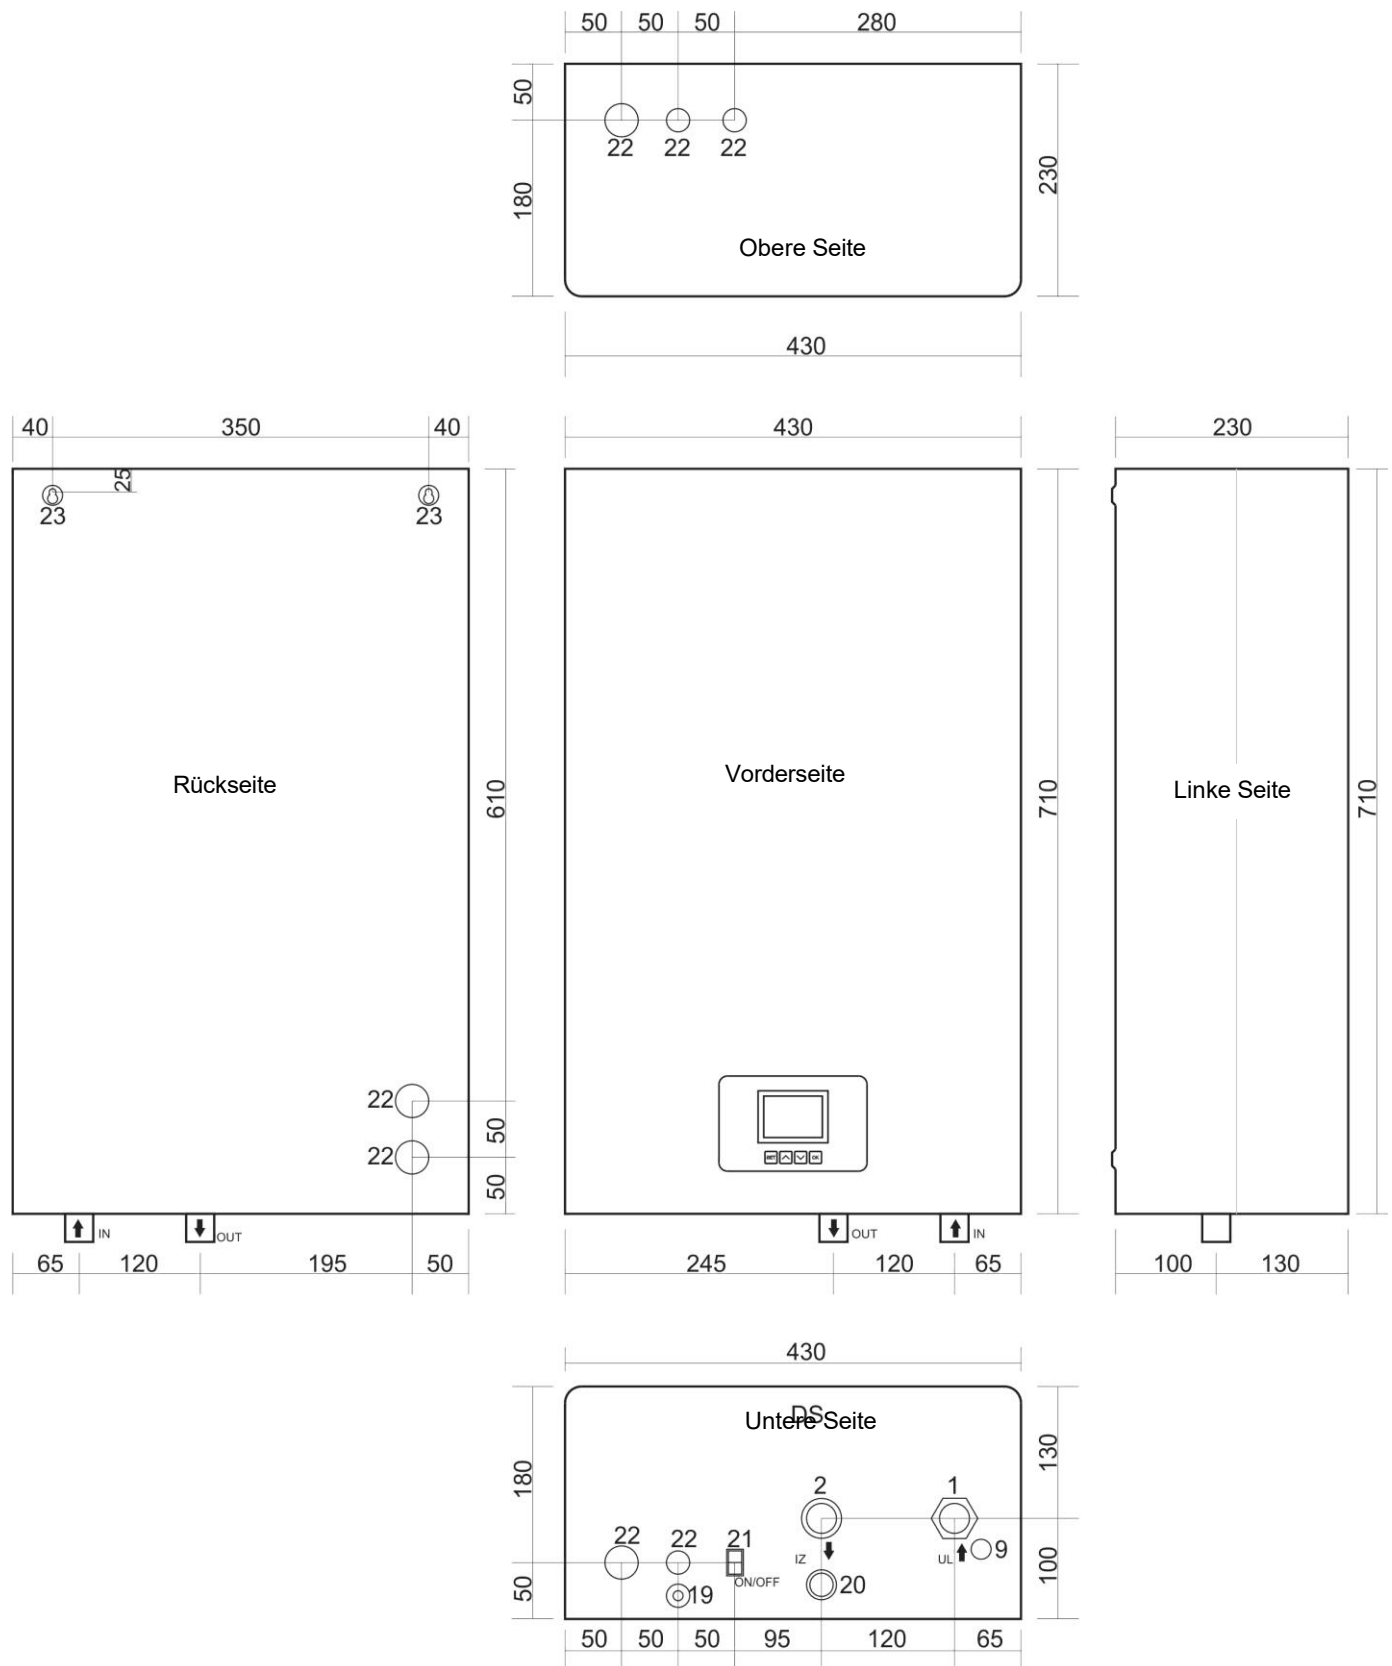 50 50 50 280
50
180
230
22 22 22
Obere Seite
430
40 350 40
25
23 23
Rückseite
610
22
22
50
50
IN OUT
65 120 195 50
430
Vorderseite
710
SET OK
OUT IN
245 120 65
230
Linke Seite
710
100 130
430
DS
Untere Seite
180
50
130
100
2 1
22 22 21
IZ UL 9
ON/OFF
19 20
50 50 50 95 120 65